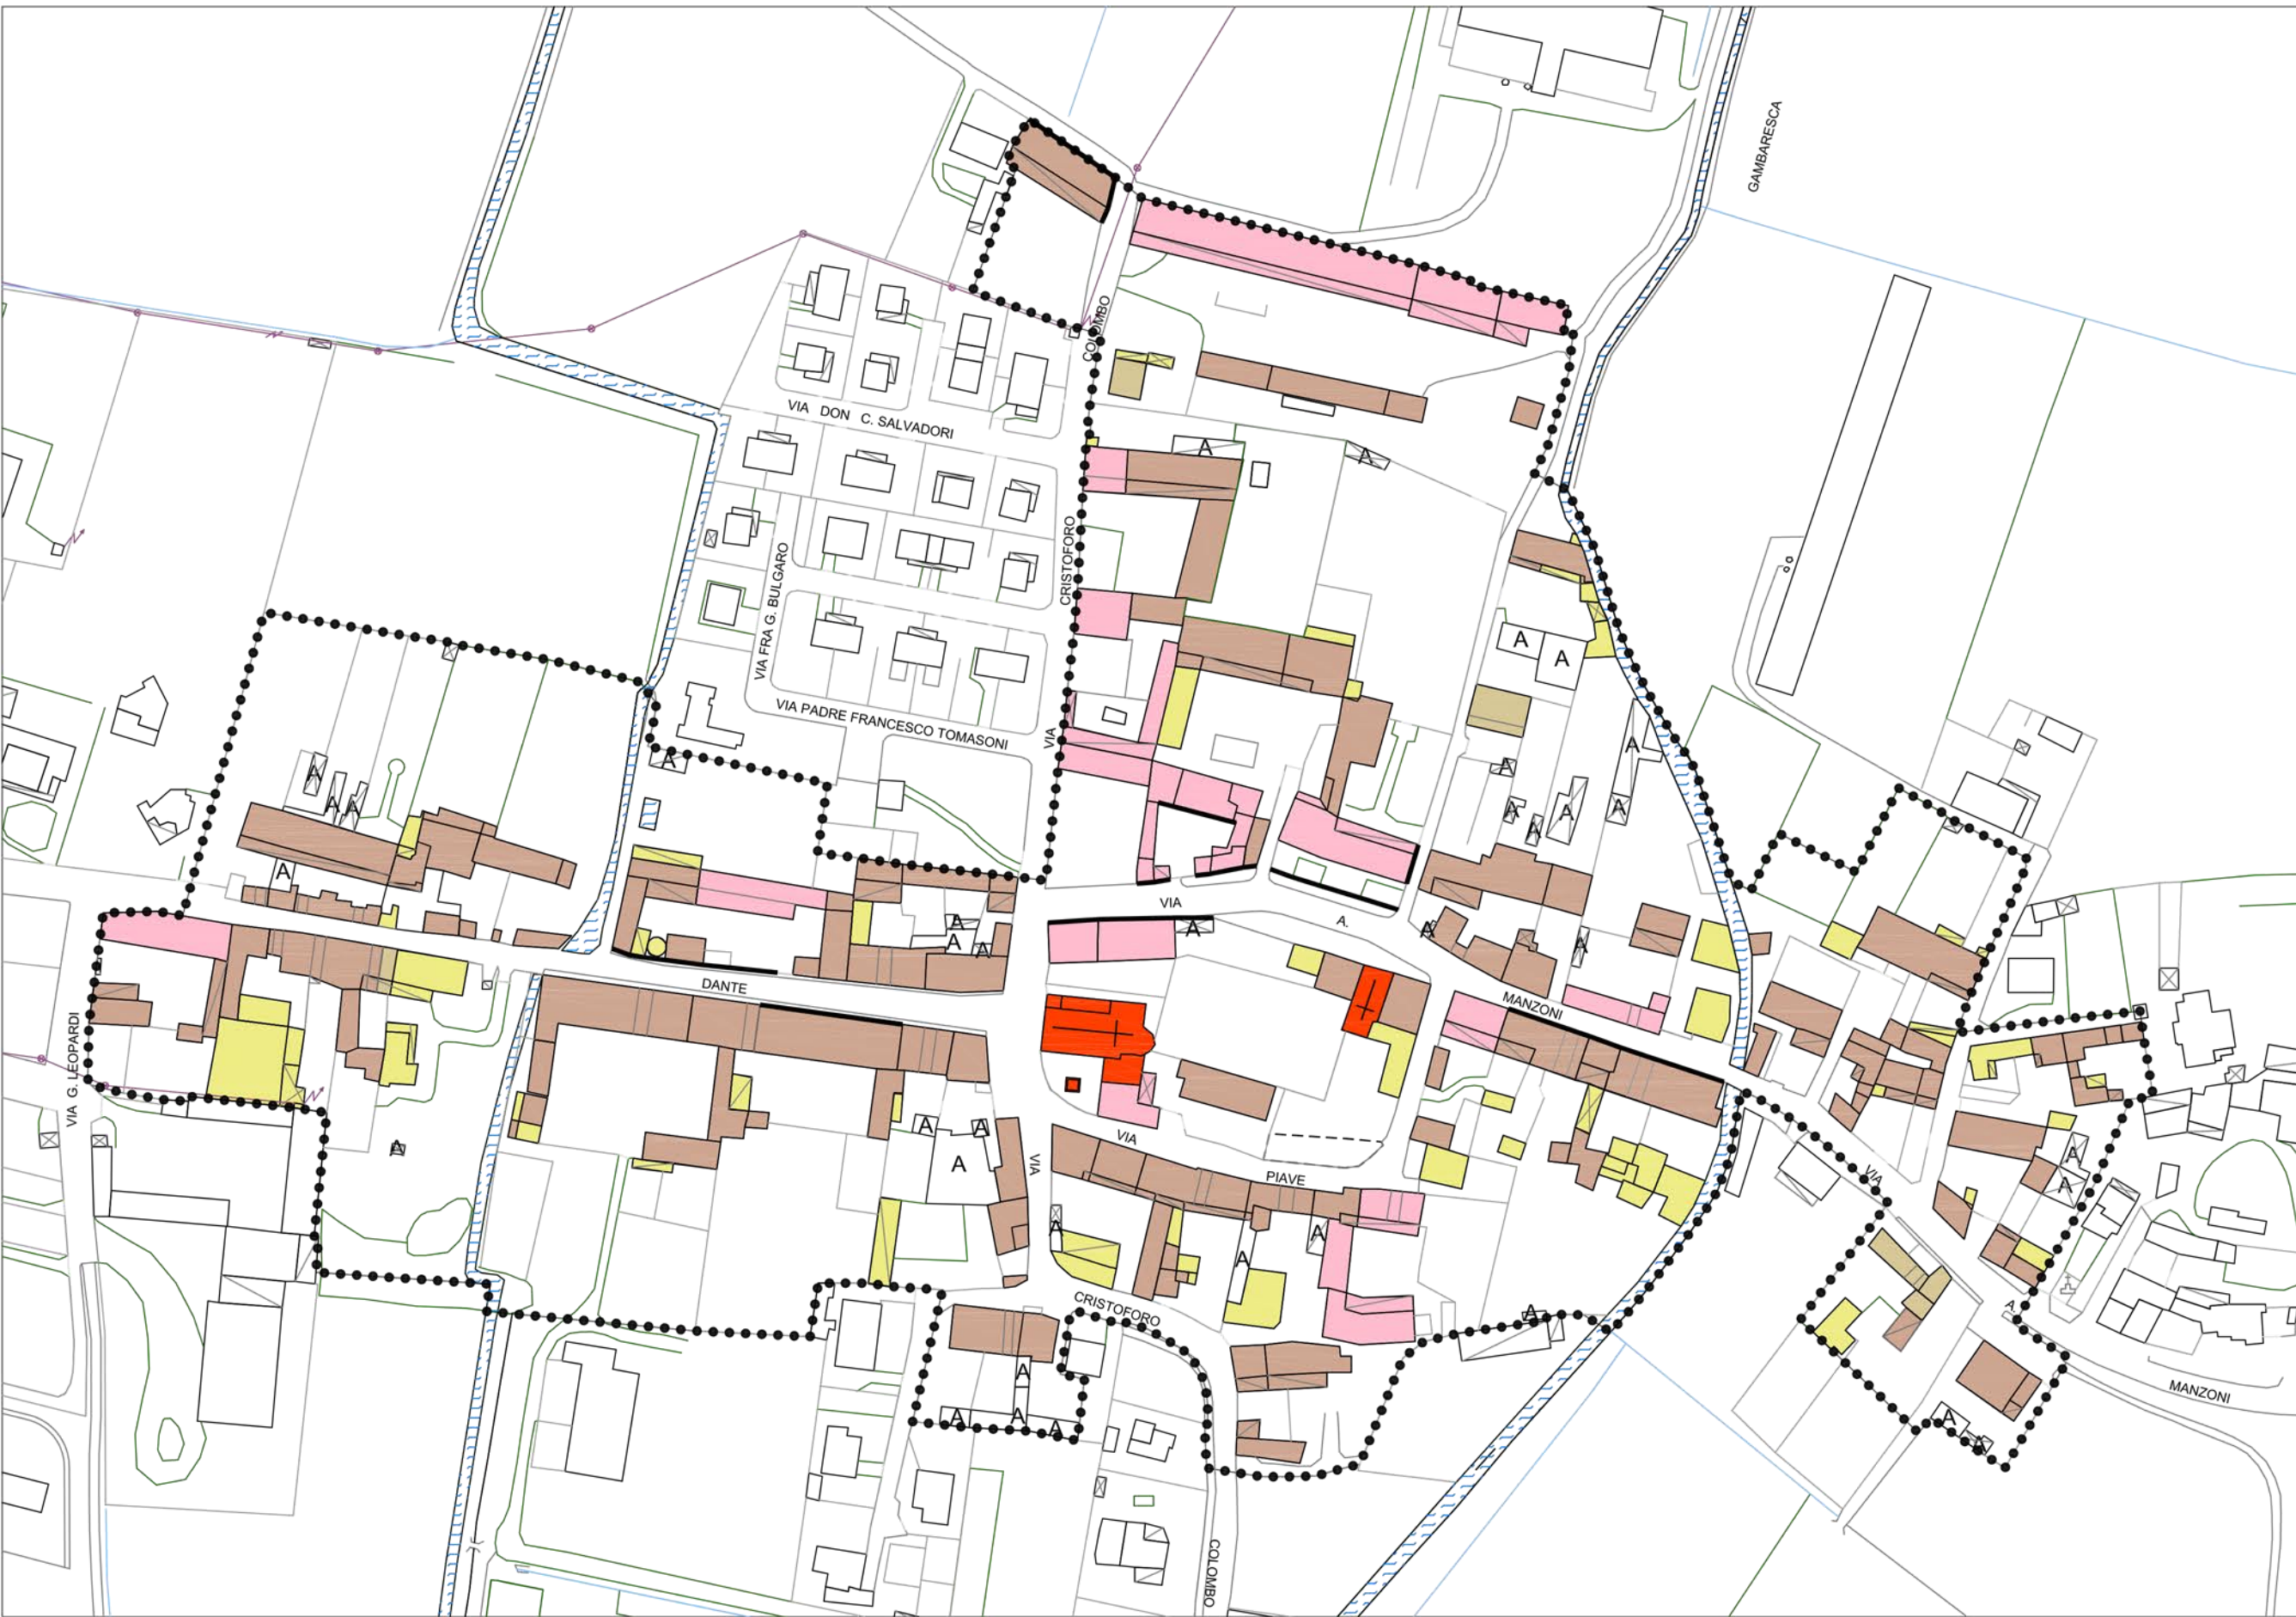 GAMBARESCA
COLOMBO
VIA DON C. SALVADORI
A
A
CRISTOFORO
VIA FRA G. BULGARO
A
A
VIA PADRE FRANCESCO TOMASONI
VIA
A
A
A
A
A
A
A
A
A
A
A
VIA
A.
A
A
A
A
A
A
DANTE
MANZONI
VIA G. LEOPARDI
A
A
A
A
VIA
VIA
PIAVE
VIA
A
A
A
A
A
CRISTOFORO
A.
A
A
MANZONI
A
A
A
A
A
COLOMBO